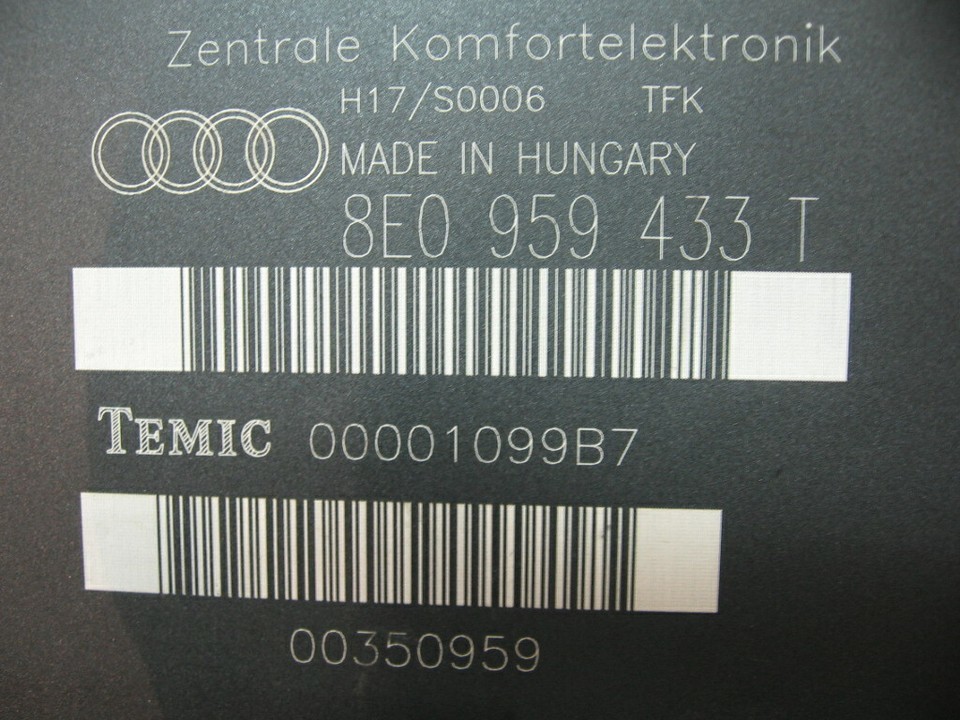 Zentrale Komfortelektronik
H17/S0006 TFK
MADE IN HUNGARY
8E0 959 433 T
TEMIC 00001099B7
00350959